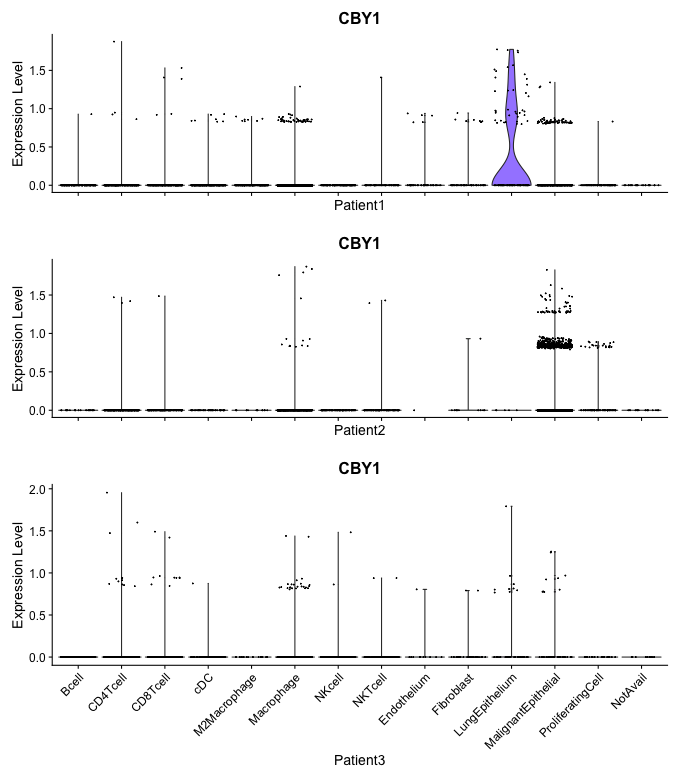 CBY1
Expression Level
1.5
1.0
0.5
0.0
Patient1
CBY1
Expression Level
1.5
1.0
0.5
0.0
Patient2
CBY1
Expression Level
2.0
1.5
1.0
0.5
0.0
Bcell
CD4Tcell
CD8Tcell
cDC
M2Macrophage
Macrophage
NKcell
NKTcell
Endothelium
Fibroblast
LungEpithelium
MalignantEpithelial
ProliferatingCell
NotAvail
Patient3